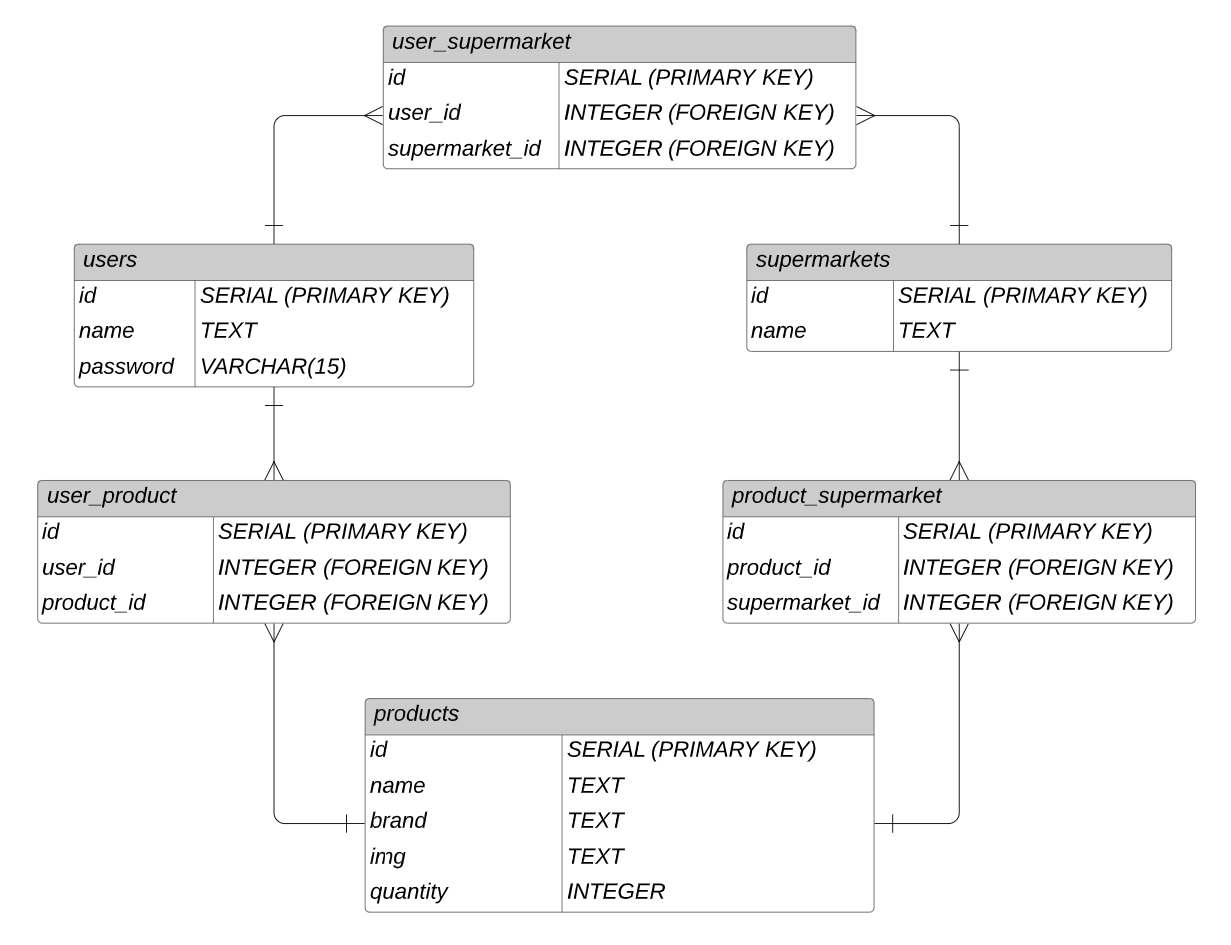 user_supermarket
id SERIAL (PRIMARY KEY)
user_id INTEGER (FOREIGN KEY)
supermarket_id INTEGER (FOREIGN KEY)
users
id SERIAL (PRIMARY KEY)
name TEXT
password VARCHAR(15)
supermarkets
id SERIAL (PRIMARY KEY)
name TEXT
user_product
id SERIAL (PRIMARY KEY)
user_id INTEGER (FOREIGN KEY)
product_id INTEGER (FOREIGN KEY)
product_supermarket
id SERIAL (PRIMARY KEY)
product_id INTEGER (FOREIGN KEY)
supermarket_id INTEGER (FOREIGN KEY)
products
id SERIAL (PRIMARY KEY)
name TEXT
brand TEXT
img TEXT
quantity INTEGER